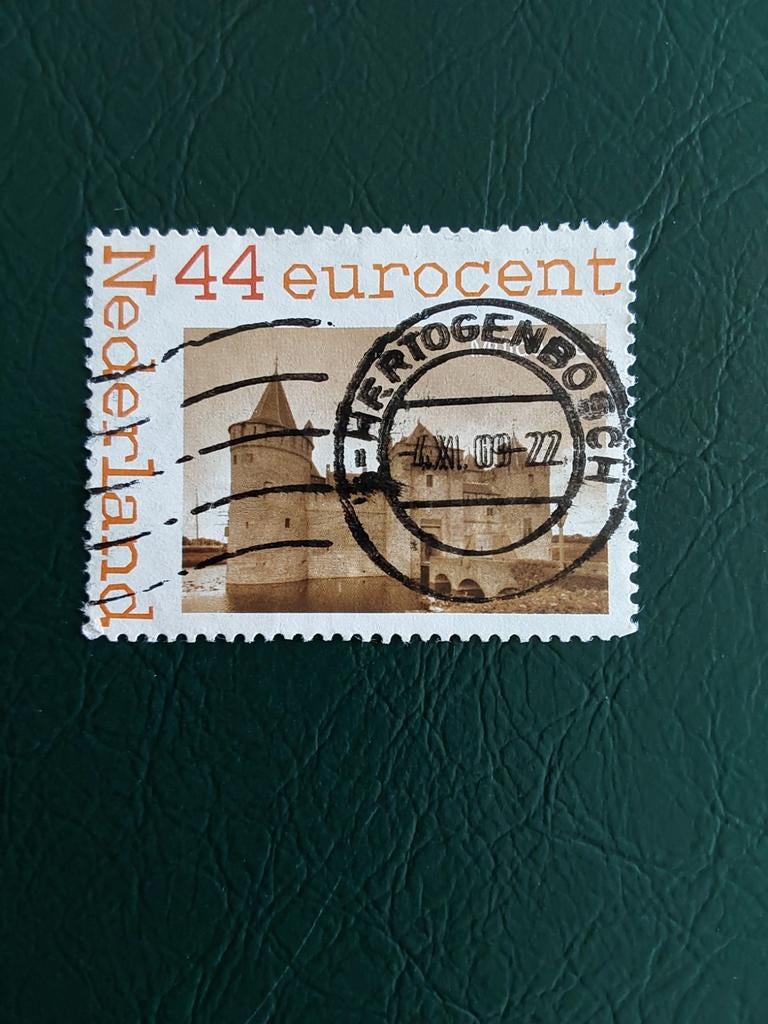 Nederland
44 eurocent
'S HERTOGENBOSCH
-4.XI.09-22